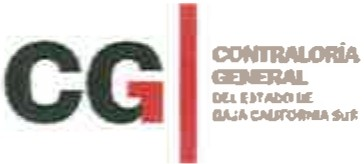 CG
CONTRALORÍA
GENERAL
DEL ESTADO DE
BAJA CALIFORNIA SUR